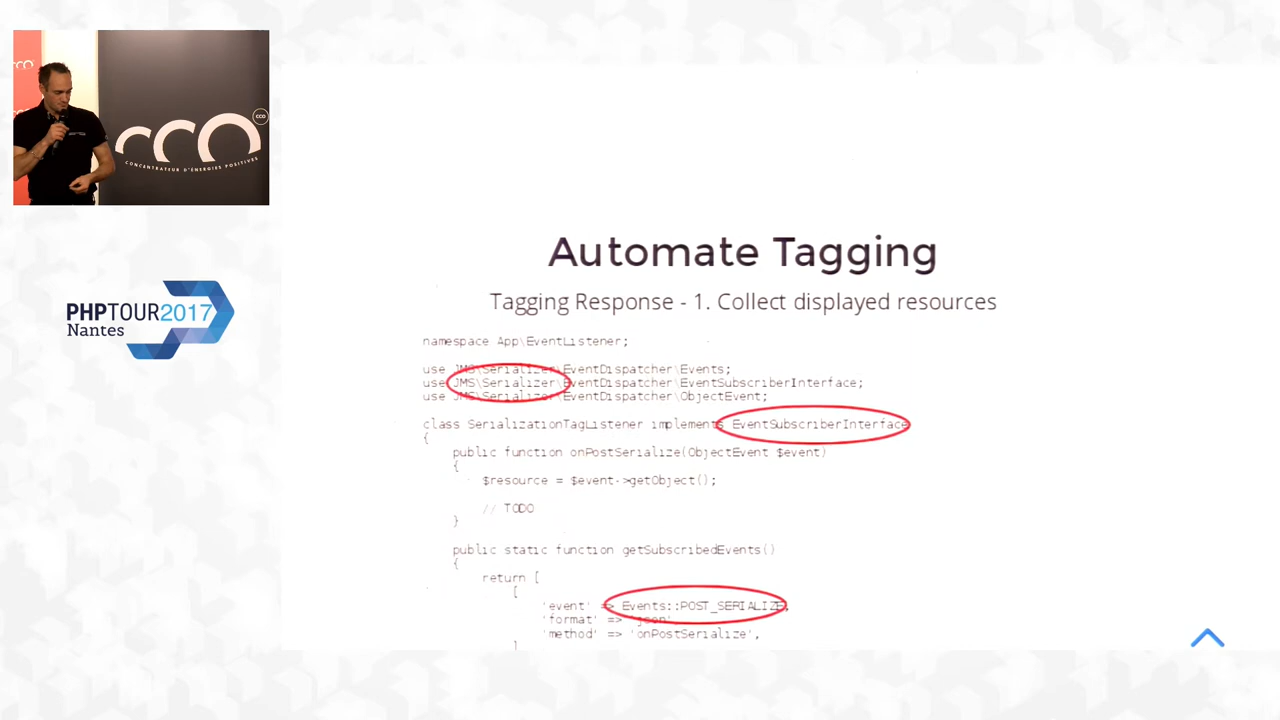 cco
CCO
CONCENTRATEUR D'ÉNERGIES POSITIVES
PHPTOUR2017
Nantes
Automate Tagging
Tagging Response - 1. Collect displayed resources
namespace App\EventListener;
use JMS\Serializer\EventDispatcher\Events;
use JMS\Serializer\EventDispatcher\EventSubscriberInterface;
use JMS\Serializer\EventDispatcher\ObjectEvent;
class SerializationTagListener implements EventSubscriberInterface
{
public function onPostSerialize(ObjectEvent $event)
{
$resource = $event->getObject();
// TODO
}
public static function getSubscribedEvents()
{
return [
[
'event' => Events::POST_SERIALIZE,
'format' => 'json'
'method' => 'onPostSerialize',
]